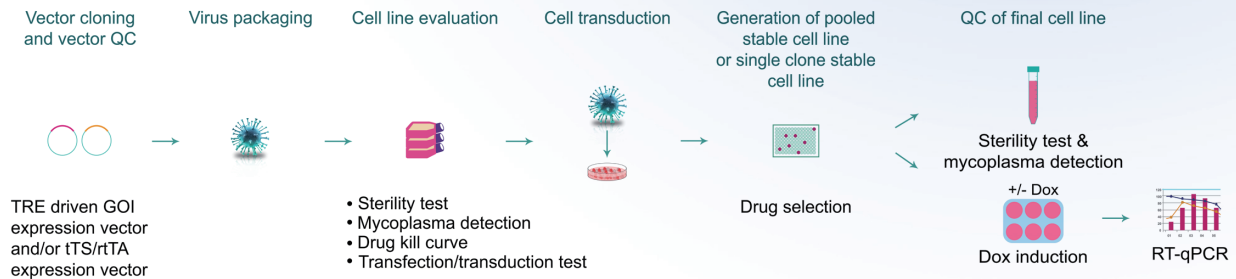 Vector cloning
and vector QC
Virus packaging
Cell line evaluation
Cell transduction
Generation of pooled
stable cell line
or single clone stable
cell line
QC of final cell line
TRE driven GOI
expression vector
and/or tTS/rtTA
expression vector
• Sterility test
• Mycoplasma detection
• Drug kill curve
• Transfection/transduction test
Drug selection
Sterility test &
mycoplasma detection
+/- Dox
Dox induction
RT-qPCR